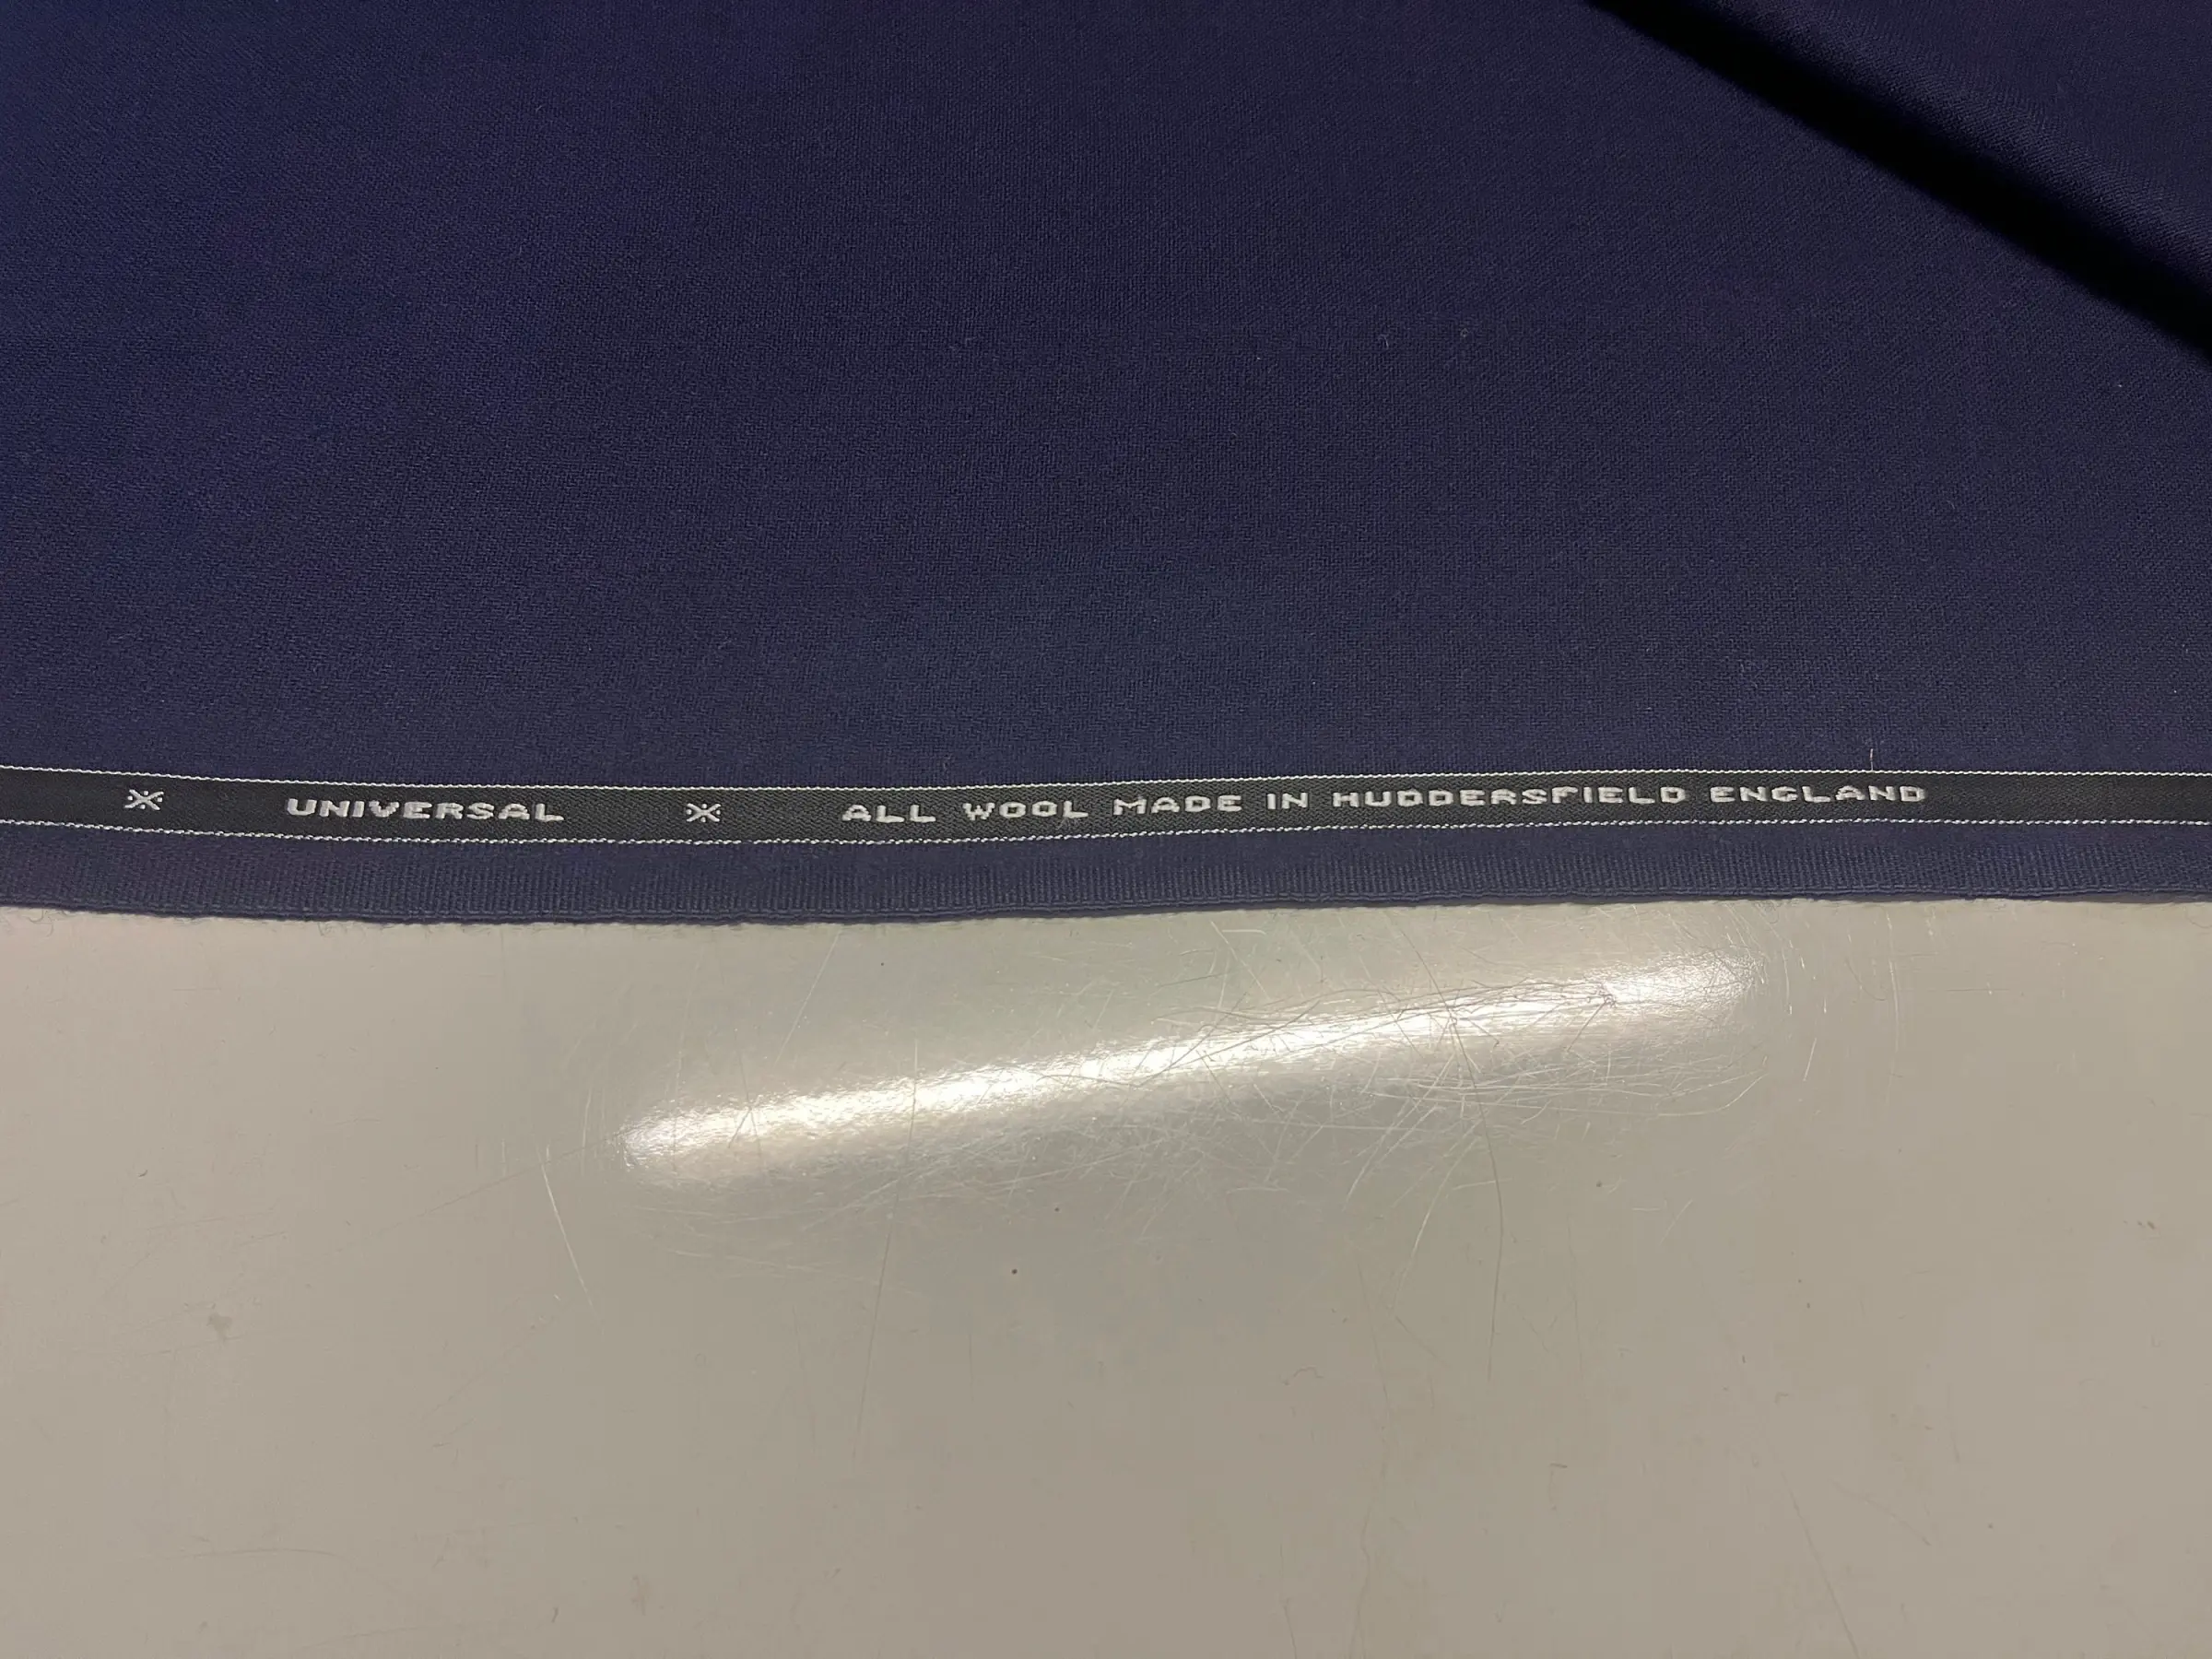 ※ UNIVERSAL ※ ALL WOOL MADE IN HUDDERSFIELD ENGLAND